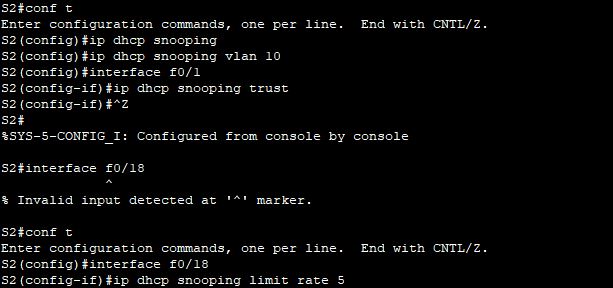 S2#conf t
Enter configuration commands, one per line.  End with CNTL/Z.
S2(config)#ip dhcp snooping
S2(config)#ip dhcp snooping vlan 10
S2(config)#interface f0/1
S2(config-if)#ip dhcp snooping trust
S2(config-if)#^Z
S2#
%SYS-5-CONFIG_I: Configured from console by console

S2#interface f0/18
             ^
% Invalid input detected at '^' marker.

S2#conf t
Enter configuration commands, one per line.  End with CNTL/Z.
S2(config)#interface f0/18
S2(config-if)#ip dhcp snooping limit rate 5